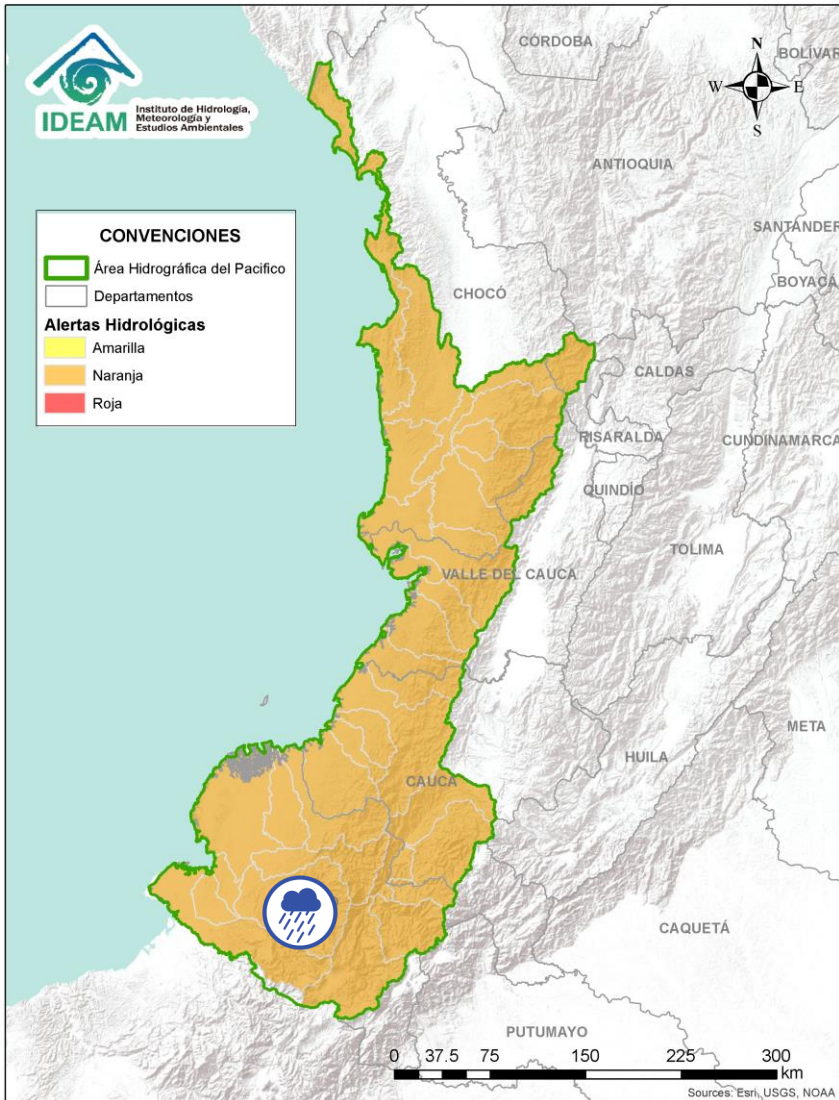 IDEAM
Instituto de Hidrología,
Meteorología y
Estudios Ambientales
CÓRDOBA
BOLÍVAR
N
W
E
S
ANTIOQUIA
SANTANDER
CONVENCIONES
Área Hidrográfica del Pacifico
Departamentos
Alertas Hidrológicas
Amarilla
Naranja
Roja
BOYACÁ
CHOCÓ
CALDAS
RISARALDA
CUNDINAMARCA
QUINDÍO
TOLIMA
VALLE DEL CAUCA
META
HUILA
CAUCA
CAQUETÁ
PUTUMAYO
0 37.5 75 150 225 300
km
Sources: Esri, USGS, NOAA